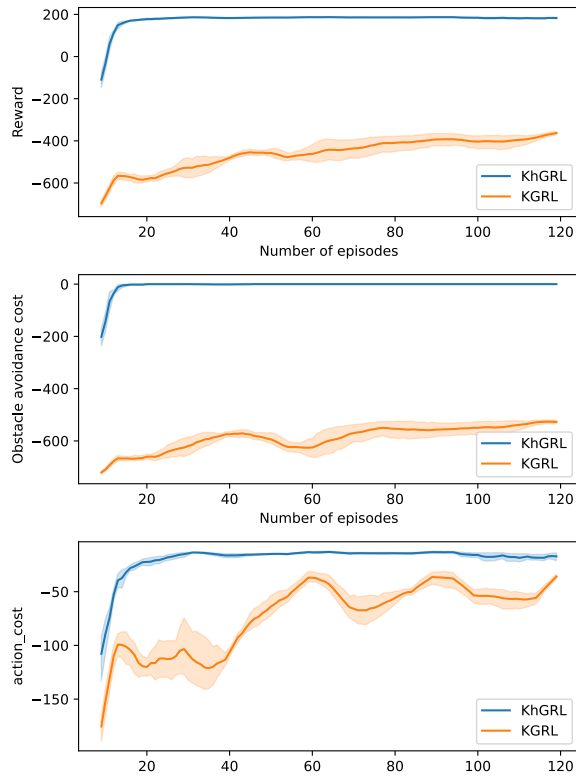 200
0
−200
−400
−600
Reward
KhGRL
KGRL
20 40 60 80 100 120
Number of episodes
0
−200
−400
−600
Obstacle avoidance cost
KhGRL
KGRL
20 40 60 80 100 120
Number of episodes
−50
−100
−150
action_cost
KhGRL
KGRL
20 40 60 80 100 120